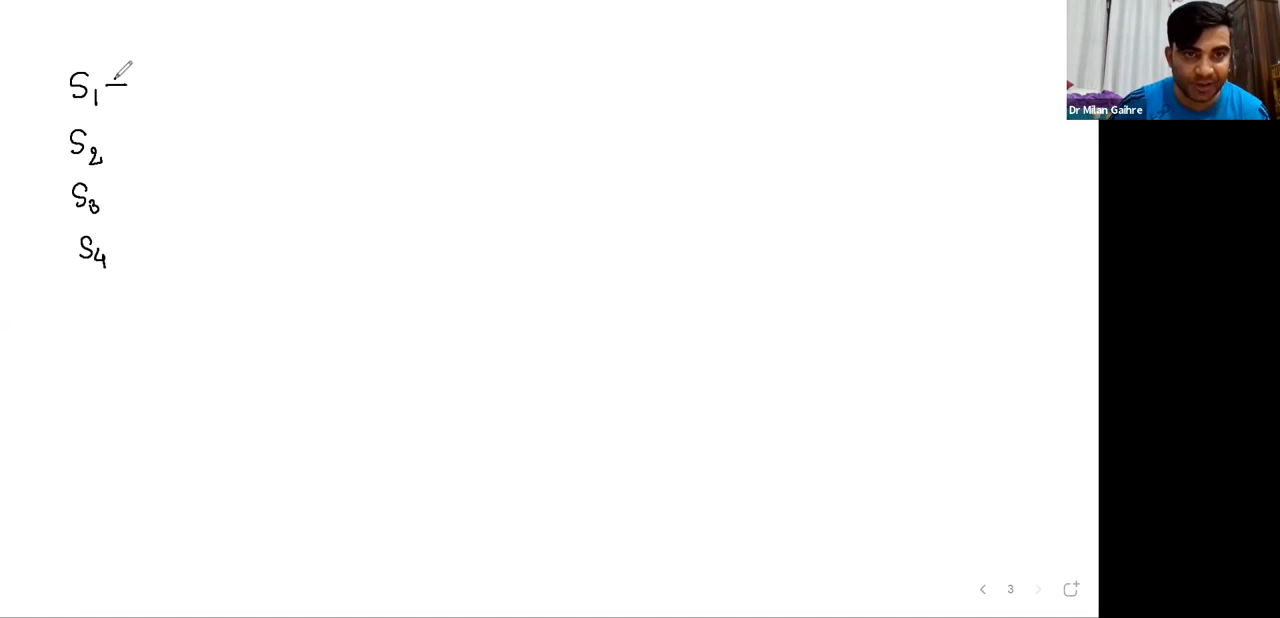 Dr Milan Gaihre
S₁ –
S₂
S₃
S₄
3